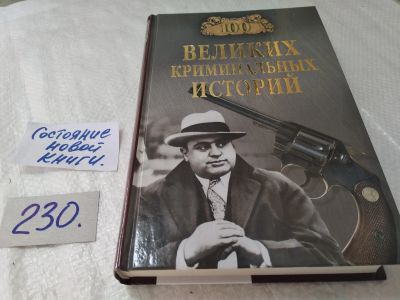 100
ВЕЛИКИХ
КРИМИНАЛЬНЫХ
ИСТОРИЙ
Состояние
новой
книги.
230.